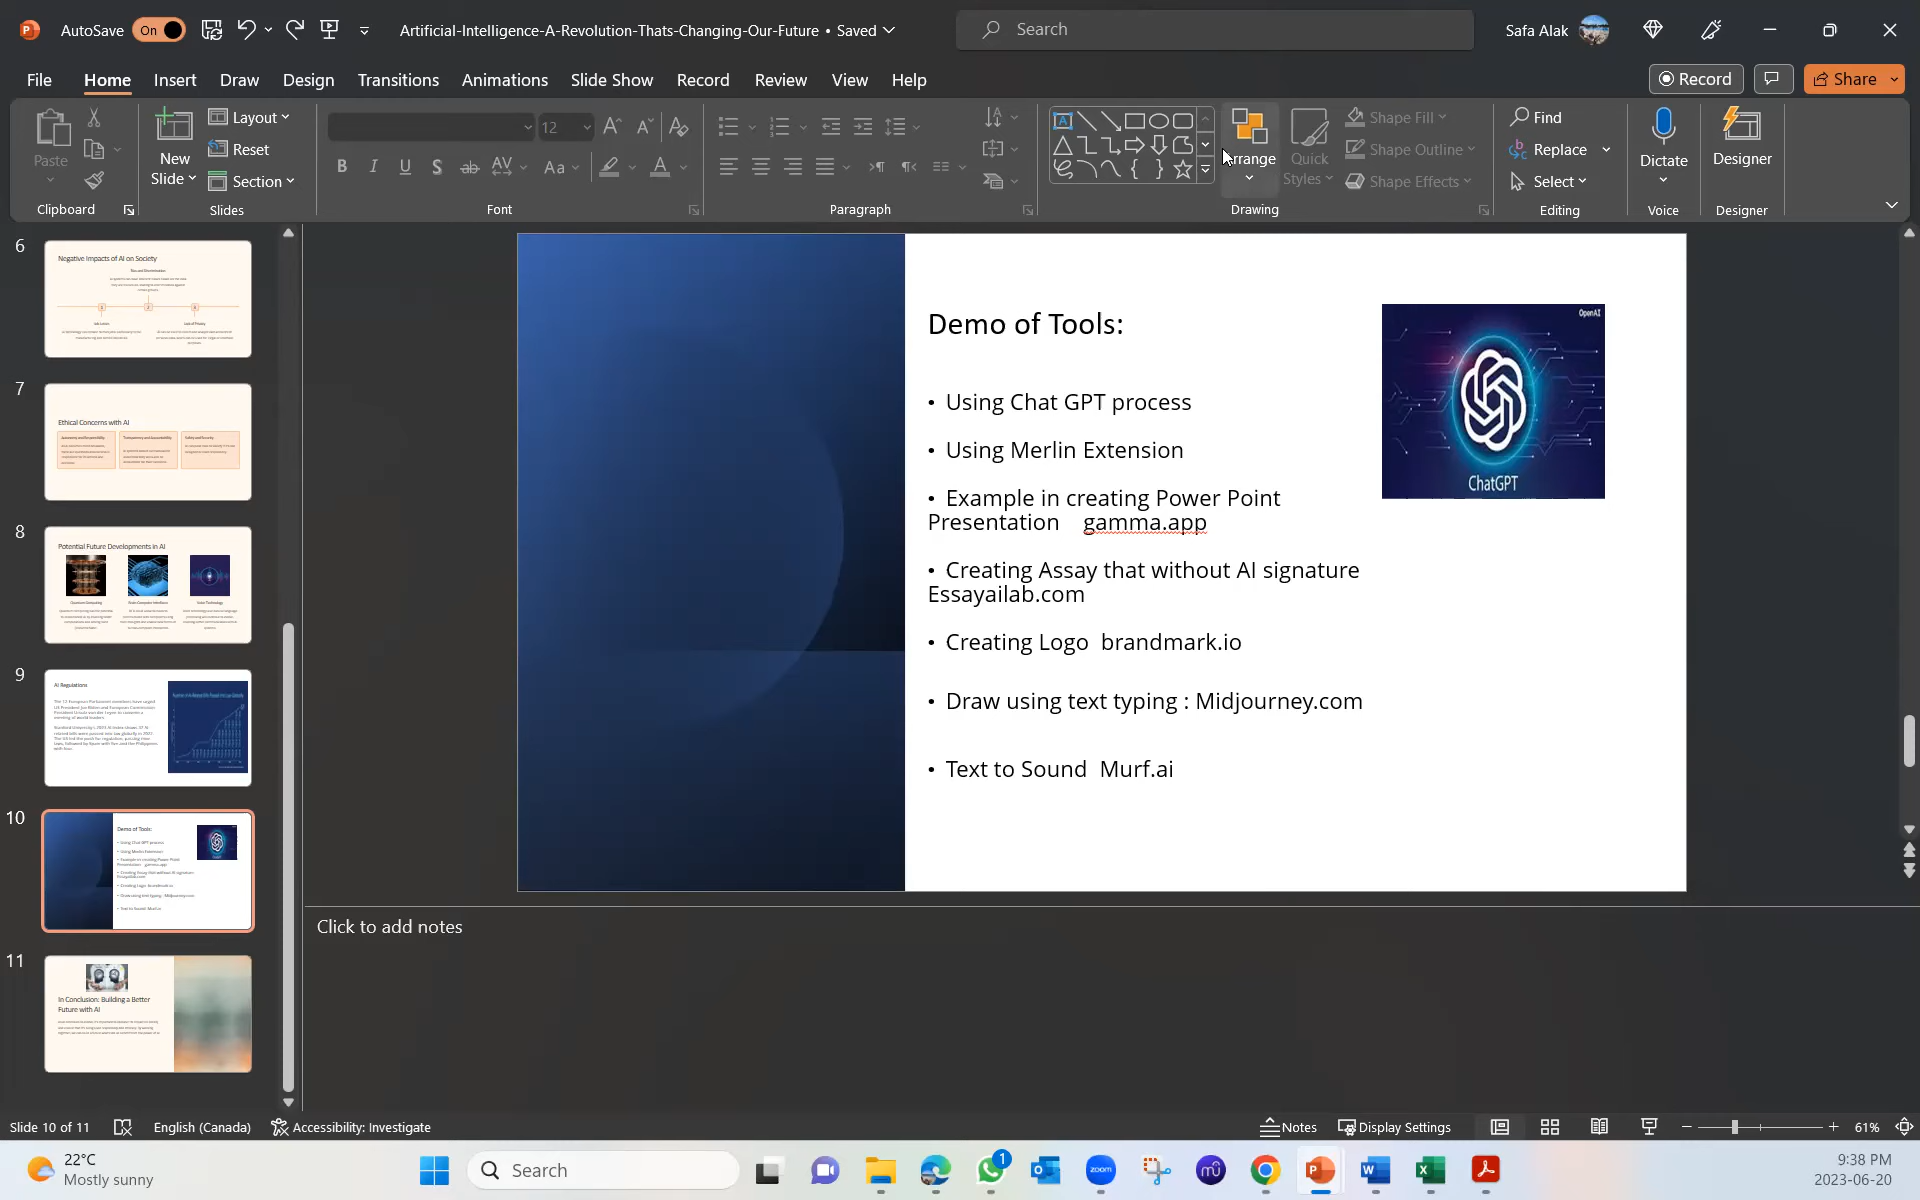 AutoSave On Artificial-Intelligence-A-Revolution-Thats-Changing-Our-Future • Saved Search Safa Alak
File Home Insert Draw Design Transitions Animations Slide Show Record Review View Help Record Share
Paste
New
Slide
Layout
Reset
Section
12
Arrange
Quick
Styles
Shape Fill
Shape Outline
Shape Effects
Find
Replace
Select
Dictate
Designer
Clipboard Slides Font Paragraph Drawing Editing Voice Designer
6
Negative Impacts of AI on Society
7
Ethical Concerns with AI
8
Potential Future Developments in AI
9
AI Regulations
10
Demo of Tools:
11
In Conclusion: Building a Better
Future with AI
Demo of Tools:
• Using Chat GPT process
• Using Merlin Extension
• Example in creating Power Point
Presentation gamma.app
• Creating Assay that without AI signature
Essayailab.com
• Creating Logo brandmark.io
• Draw using text typing : Midjourney.com
• Text to Sound Murf.ai
OpenAI
ChatGPT
Click to add notes
Slide 10 of 11 English (Canada) Accessibility: Investigate Notes Display Settings 61%
22°C
Mostly sunny
Search
1
zoom
9:38 PM
2023-06-20